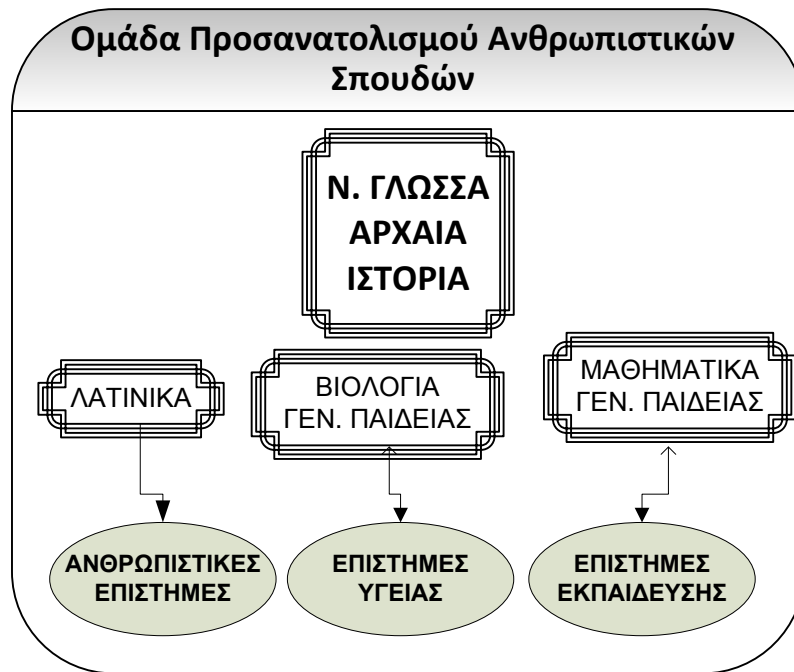 Ομάδα Προσανατολισμού Ανθρωπιστικών
Σπουδών
Ν. ΓΛΩΣΣΑ
ΑΡΧΑΙΑ
ΙΣΤΟΡΙΑ
ΛΑΤΙΝΙΚΑ
ΒΙΟΛΟΓΙΑ
ΓΕΝ. ΠΑΙΔΕΙΑΣ
ΜΑΘΗΜΑΤΙΚΑ
ΓΕΝ. ΠΑΙΔΕΙΑΣ
ΑΝΘΡΩΠΙΣΤΙΚΕΣ
ΕΠΙΣΤΗΜΕΣ
ΕΠΙΣΤΗΜΕΣ
ΥΓΕΙΑΣ
ΕΠΙΣΤΗΜΕΣ
ΕΚΠΑΙΔΕΥΣΗΣ